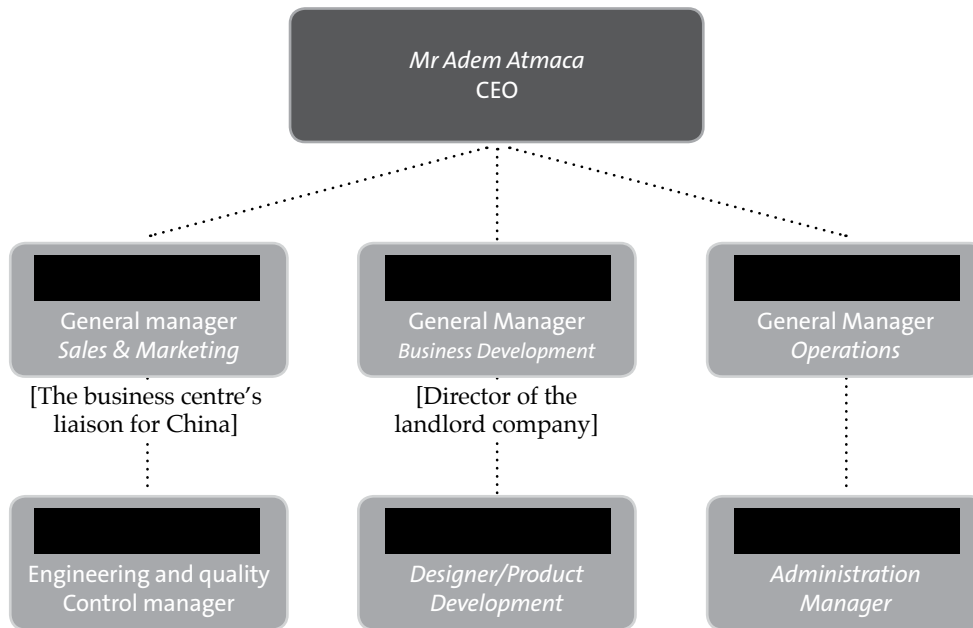 Mr Adem Atmaca
CEO
General manager
Sales & Marketing
[The business centre's
liaison for China]
General Manager
Business Development
[Director of the
landlord company]
General Manager
Operations
Engineering and quality
Control manager
Designer/Product
Development
Administration
Manager